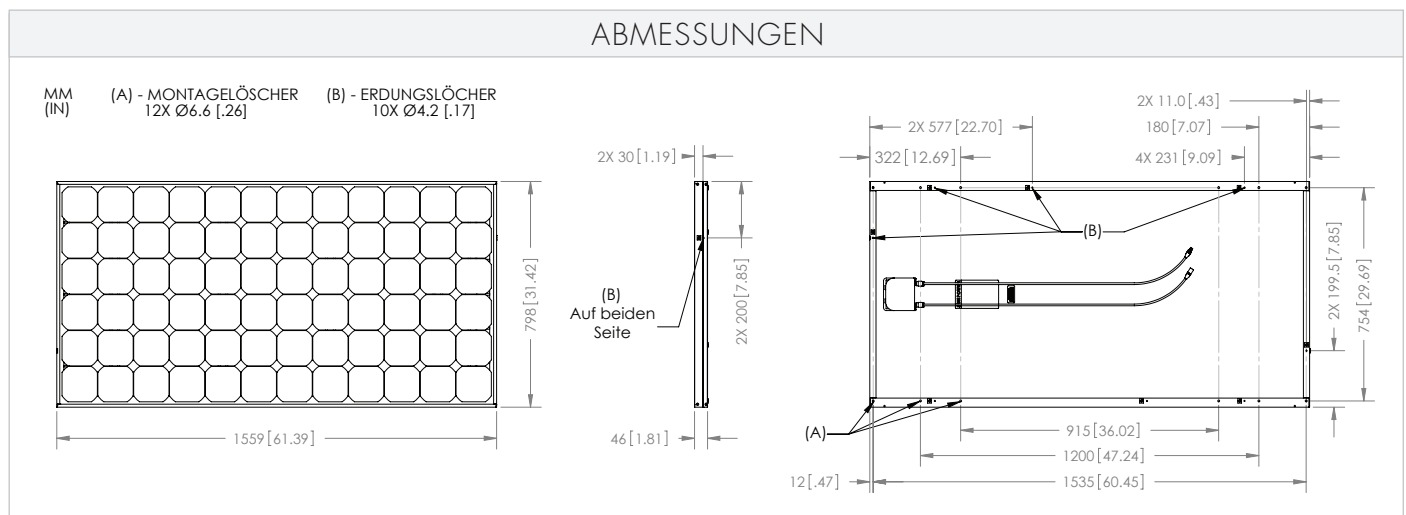 ABMESSUNGEN
MM
(IN)
(A) - MONTAGELÖSCHER
12X Ø6.6 [.26]
(B) - ERDUNGSLÖCHER
10X Ø4.2 [.17]
798 [31.42]
1559 [61.39]
2X 30 [1.19]
(B)
Auf beiden
Seite
2X 200 [7.85]
46 [1.81]
2X 11.0 [.43]
2X 577 [22.70]
180 [7.07]
322 [12.69]
4X 231 [9.09]
(B)
2X 199.5 [7.85]
754 [29.69]
(A)
915 [36.02]
1200 [47.24]
12 [.47]
1535 [60.45]